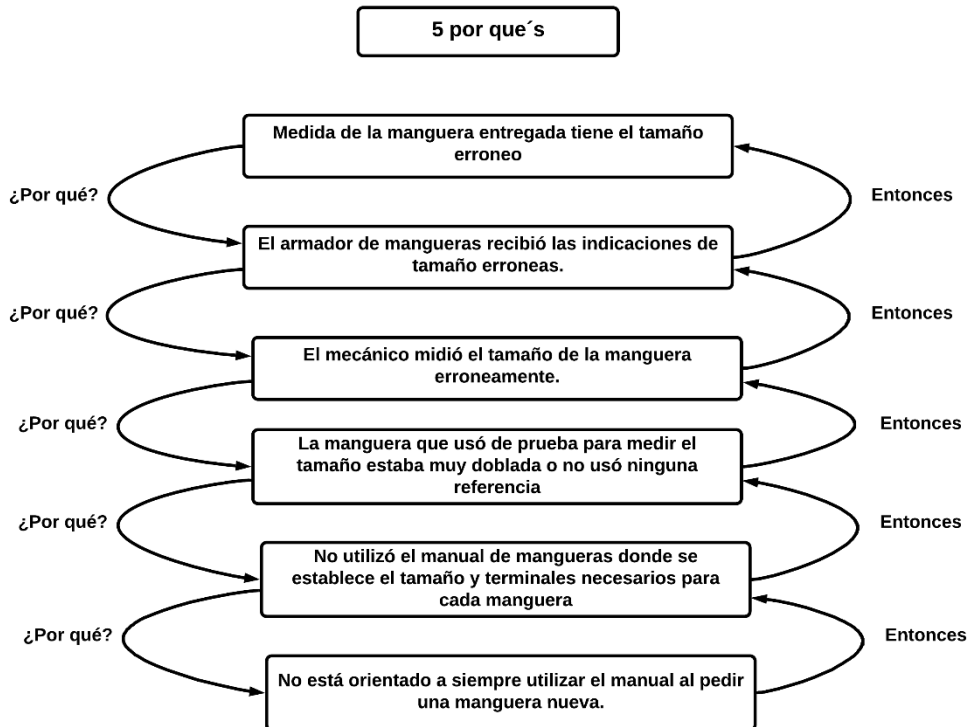 5 por que´s
Medida de la manguera entregada tiene el tamaño
erroneo
¿Por qué?
Entonces
El armador de mangueras recibió las indicaciones de
tamaño erroneas.
¿Por qué?
Entonces
El mecánico midió el tamaño de la manguera
erroneamente.
¿Por qué?
Entonces
La manguera que usó de prueba para medir el
tamaño estaba muy doblada o no usó ninguna
referencia
¿Por qué?
Entonces
No utilizó el manual de mangueras donde se
establece el tamaño y terminales necesarios para
cada manguera
¿Por qué?
Entonces
No está orientado a siempre utilizar el manual al pedir
una manguera nueva.